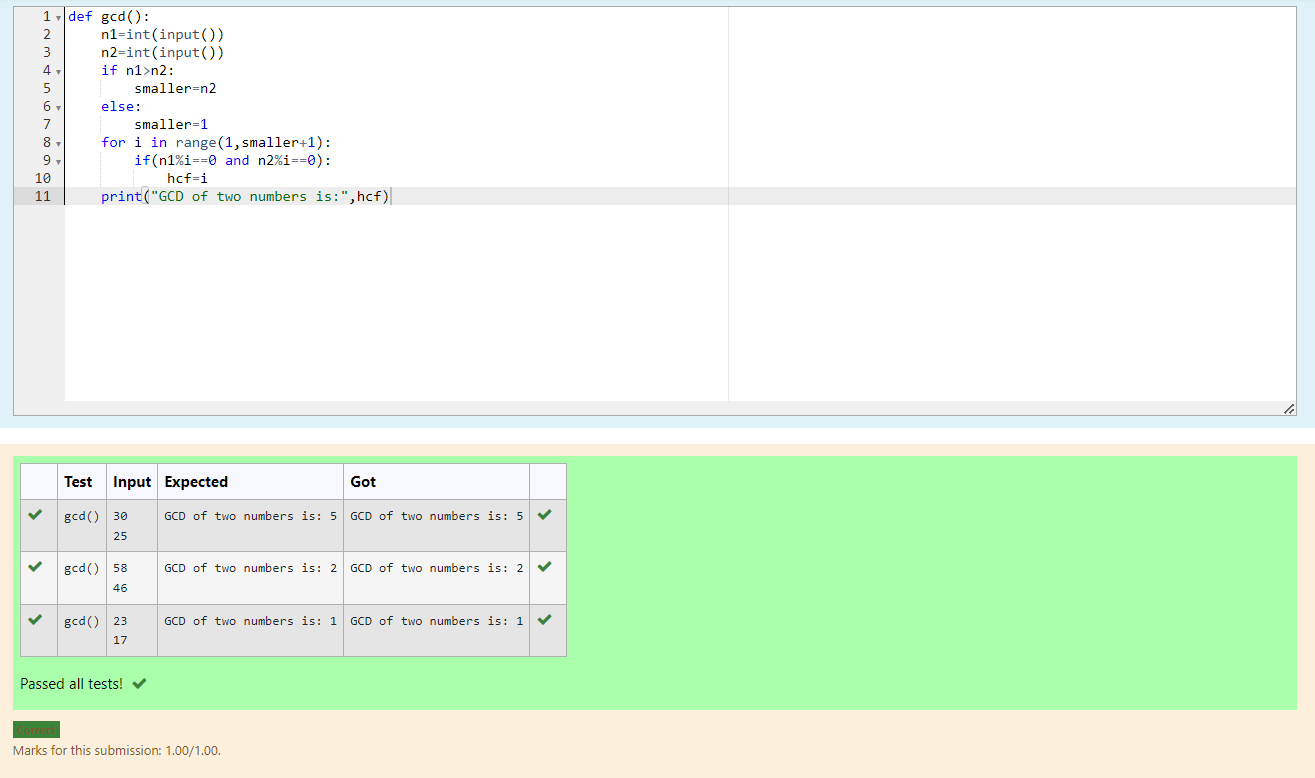 1 def gcd():
2     n1=int(input())
3     n2=int(input())
4     if n1>n2:
5         smaller=n2
6     else:
7         smaller=1
8     for i in range(1,smaller+1):
9         if(n1%i==0 and n2%i==0):
10             hcf=i
11     print("GCD of two numbers is:",hcf)
Test Input Expected Got
gcd() 30 GCD of two numbers is: 5 GCD of two numbers is: 5
25
gcd() 58 GCD of two numbers is: 2 GCD of two numbers is: 2
46
gcd() 23 GCD of two numbers is: 1 GCD of two numbers is: 1
17
Passed all tests!
Correct
Marks for this submission: 1.00/1.00.